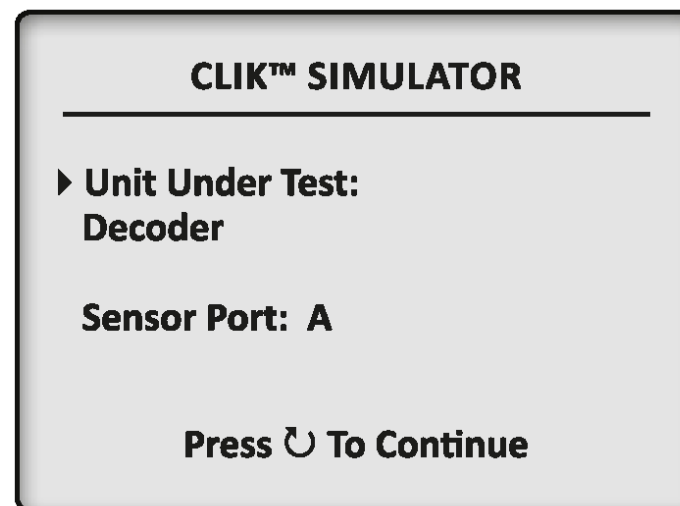 CLIK™ SIMULATOR
Unit Under Test:
Decoder
Sensor Port: A
Press ↻ To Continue